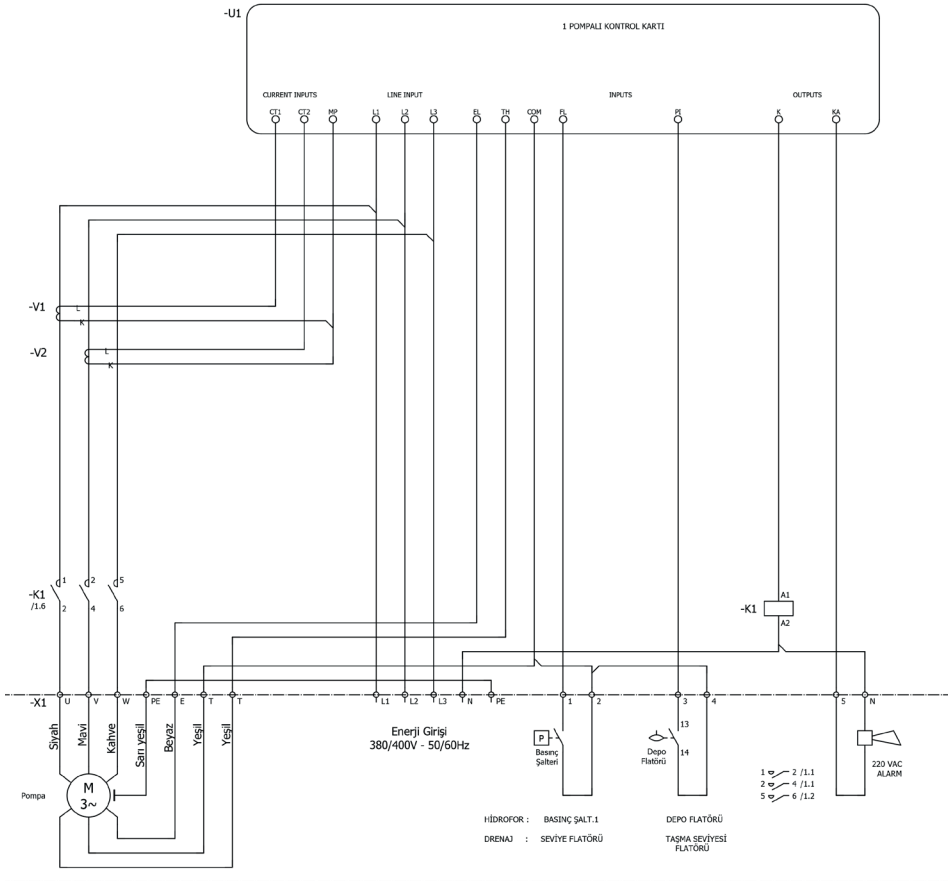 -U1
1 POMPALI KONTROL KARTI
CURRENT INPUTS
LINE INPUT
INPUTS
OUTPUTS
CT1 CT2 MP L1 L2 L3 EL TH COM FL PI K KA
-V1
L
K
-V2
L
K
-K1
/1.6
1 2 5
2 4 6
-K1
A1
A2
-X1
U V W PE E T T L1 L2 L3 N PE 1 2 3 4 5 N
Siyah
Mavi
Kahve
Sarı yeşil
Beyaz
Yeşil
Yeşil
Enerji Girişi
380/400V - 50/60Hz
P
Basınç
Şalteri
13
14
Depo
Flatörü
220 VAC
ALARM
1 2 /1.1
2 4 /1.1
5 6 /1.2
Pompa
M
3~
HİDROFOR : BASINÇ ŞALT.1 DEPO FLATÖRÜ
DRENAJ : SEVİYE FLATÖRÜ TAŞMA SEVİYESİ
FLATÖRÜ